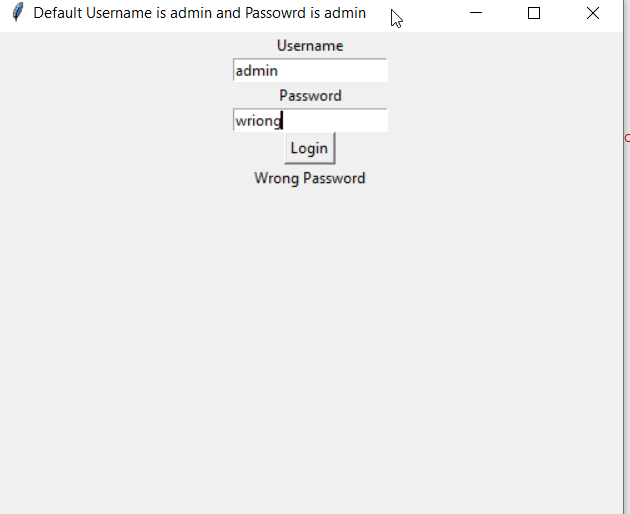 Default Username is admin and Passowrd is admin
Username
admin
Password
wriong
Login
Wrong Password